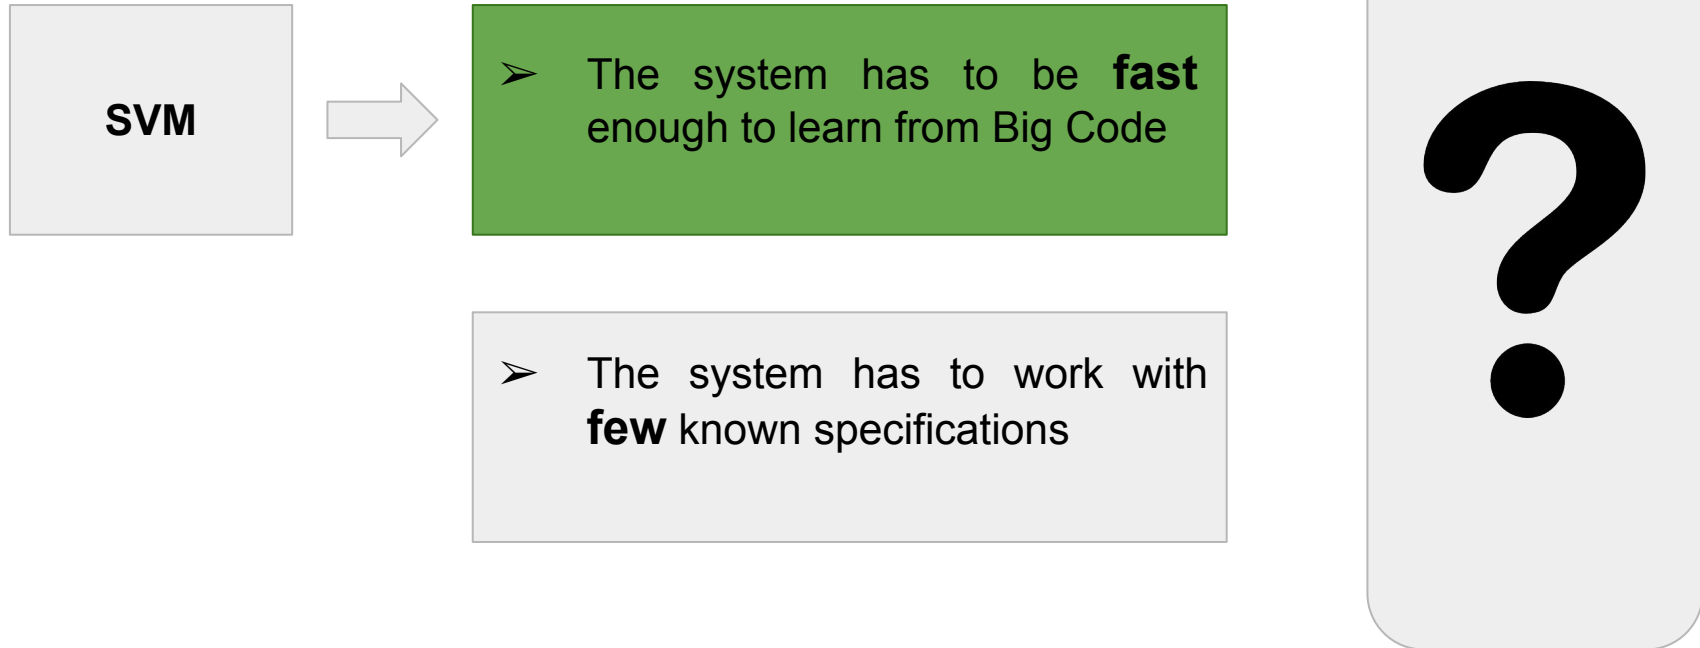 SVM
➢ The system has to be fast
enough to learn from Big Code
➢ The system has to work with
few known specifications
?